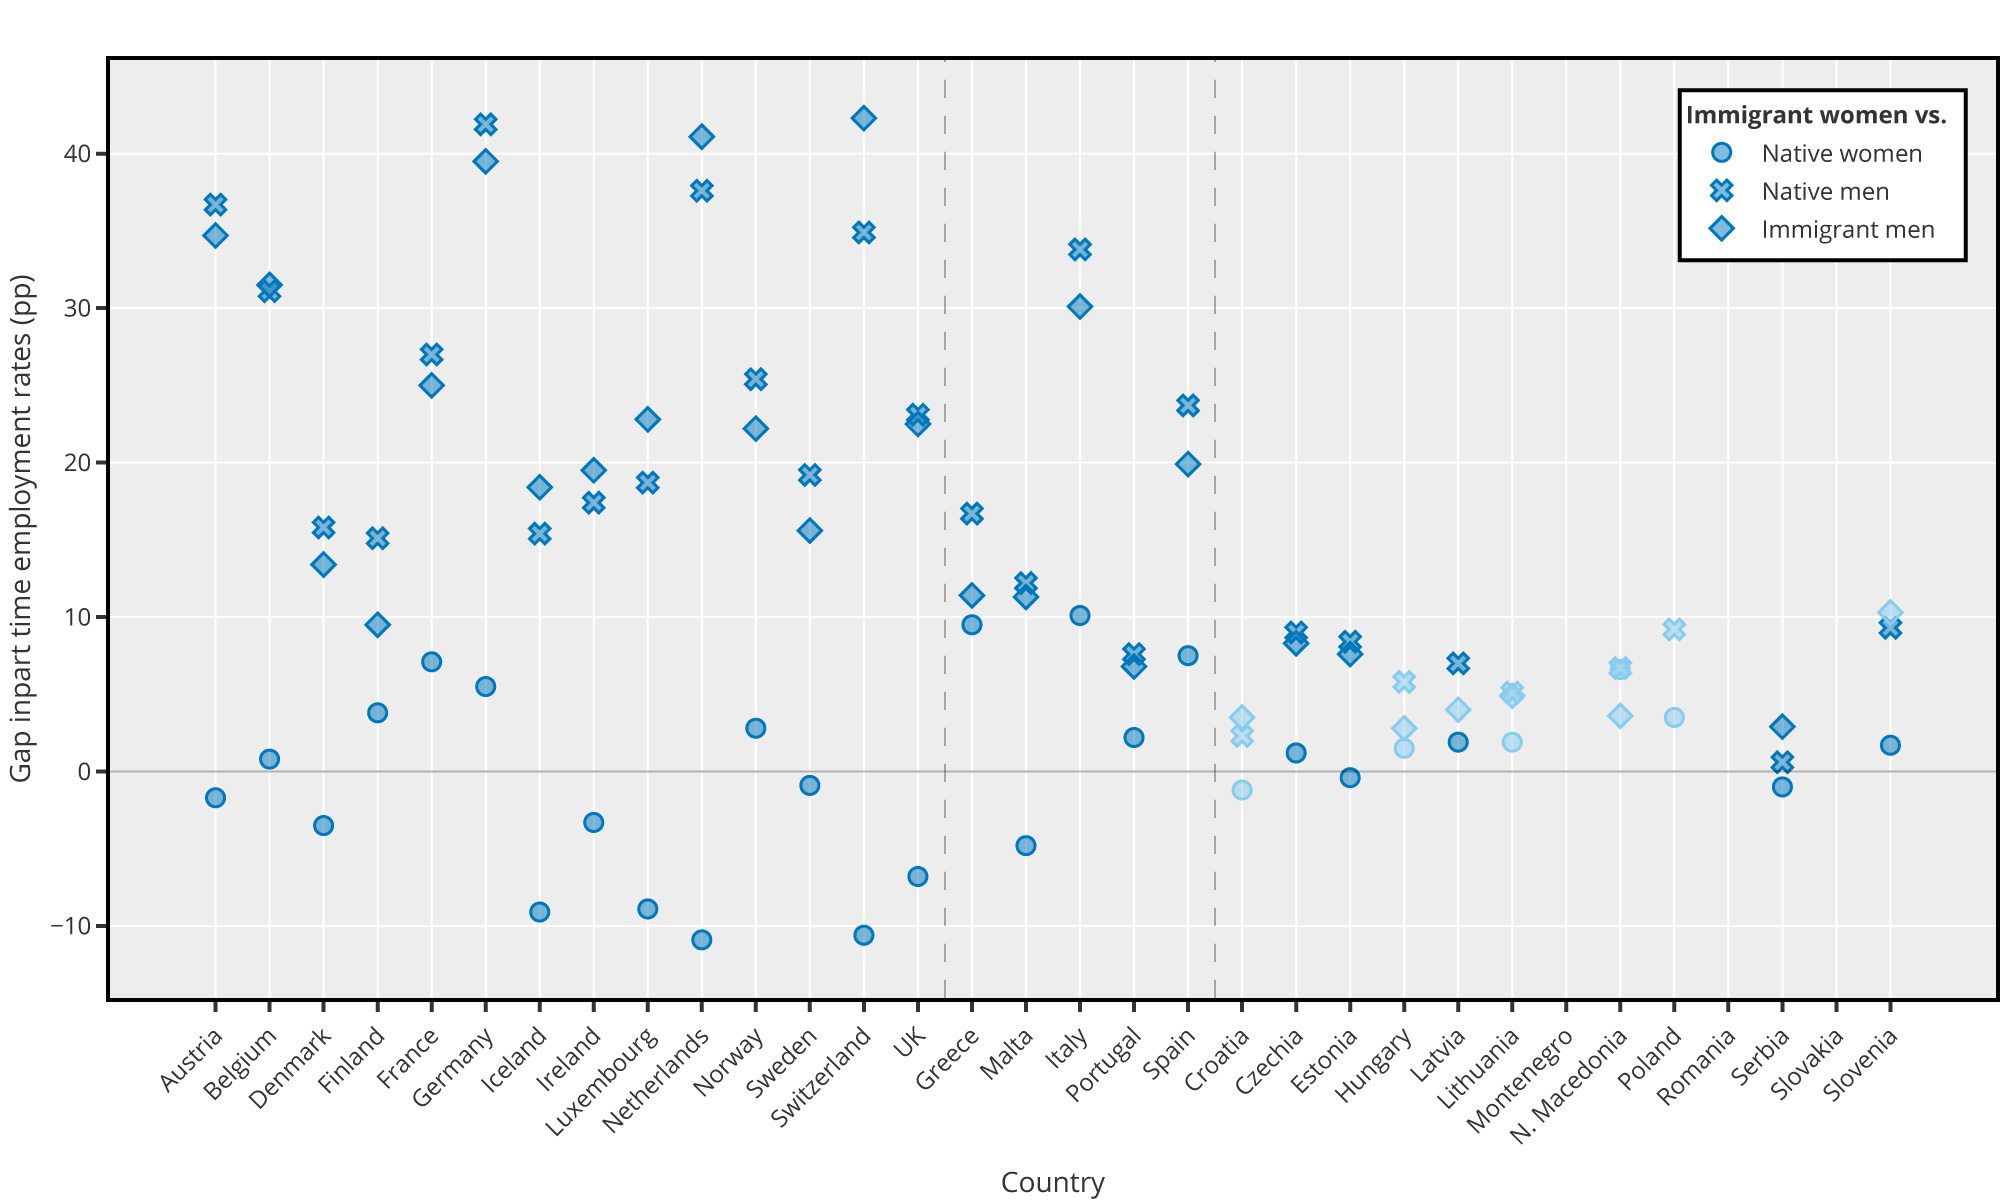 Immigrant women vs.
Native women
Native men
Immigrant men
Gap inpart time employment rates (pp)
40
30
20
10
0
−10
Austria
Belgium
Denmark
Finland
France
Germany
Iceland
Ireland
Luxembourg
Netherlands
Norway
Sweden
Switzerland
UK
Greece
Malta
Italy
Portugal
Spain
Croatia
Czechia
Estonia
Hungary
Latvia
Lithuania
Montenegro
N. Macedonia
Poland
Romania
Serbia
Slovakia
Slovenia
Country